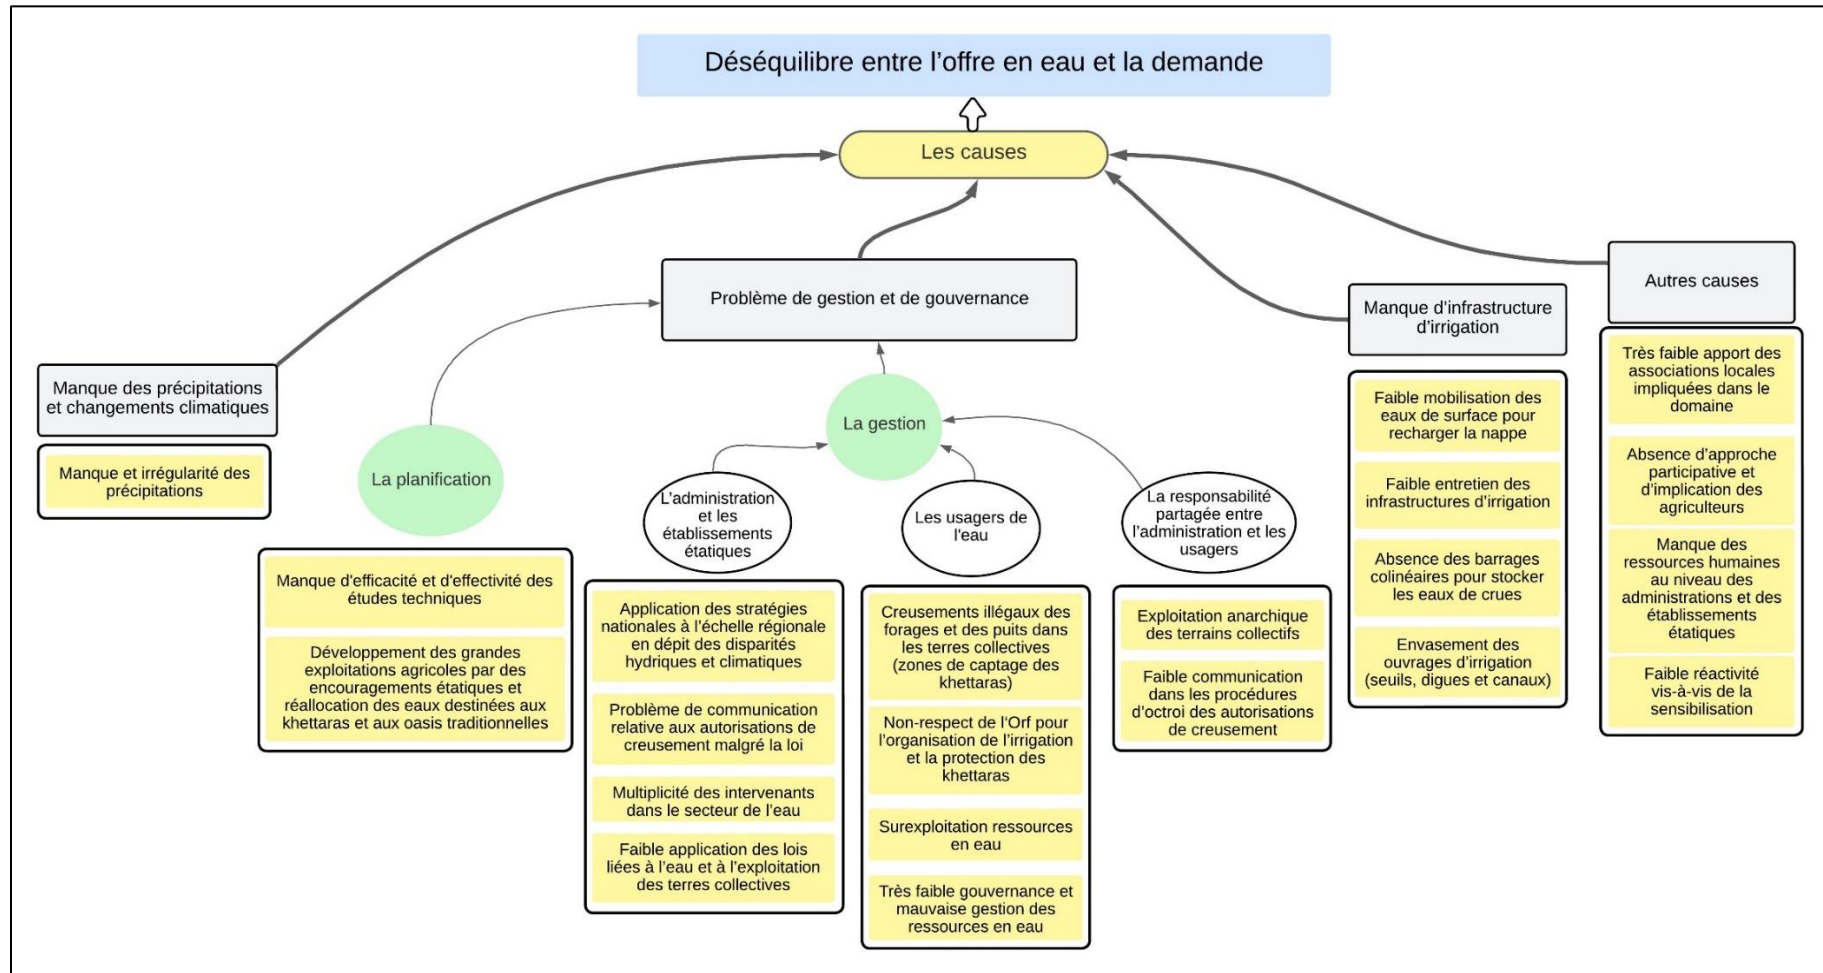 Déséquilibre entre l'offre en eau et la demande
Les causes
Manque des précipitations
et changements climatiques
Manque et irrégularité des
précipitations
Problème de gestion et de gouvernance
La planification
Manque d'efficacité et d'effectivité des
études techniques
Développement des grandes
exploitations agricoles par des
encouragements étatiques et
réallocation des eaux destinées aux
khettaras et aux oasis traditionnelles
La gestion
L'administration
et les
établissements
étatiques
Application des stratégies
nationales à l'échelle régionale
en dépit des disparités
hydriques et climatiques
Problème de communication
relative aux autorisations de
creusement malgré la loi
Multiplicité des intervenants
dans le secteur de l'eau
Faible application des lois
liées à l'eau et à l'exploitation
des terres collectives
Les usagers de
l'eau
Creusements illégaux des
forages et des puits dans
les terres collectives
(zones de captage des
khettaras)
Non-respect de l'Orf pour
l'organisation de l'irrigation
et la protection des
khettaras
Surexploitation ressources
en eau
Très faible gouvernance et
mauvaise gestion des
ressources en eau
La responsabilité
partagée entre
l'administration et les
usagers
Exploitation anarchique
des terrains collectifs
Faible communication
dans les procédures
d'octroi des autorisations
de creusement
Manque d'infrastructure
d'irrigation
Faible mobilisation des
eaux de surface pour
recharger la nappe
Faible entretien des
infrastructures d'irrigation
Absence des barrages
colinéaires pour stocker
les eaux de crues
Envasement des
ouvrages d'irrigation
(seuils, digues et canaux)
Autres causes
Très faible apport des
associations locales
impliquées dans le
domaine
Absence d'approche
participative et
d'implication des
agriculteurs
Manque des
ressources humaines
au niveau des
administrations et des
établissements
étatiques
Faible réactivité
vis-à-vis de la
sensibilisation